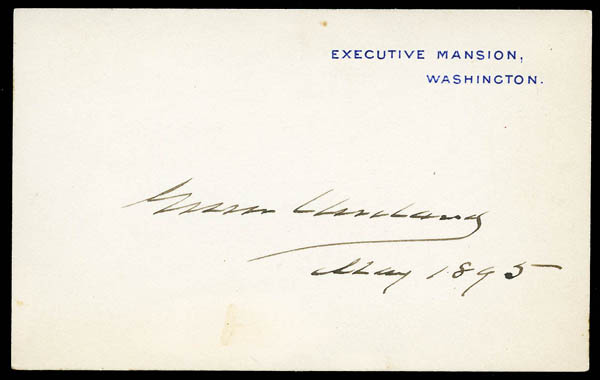 EXECUTIVE MANSION,
WASHINGTON.
Grover Cleveland
May 1895